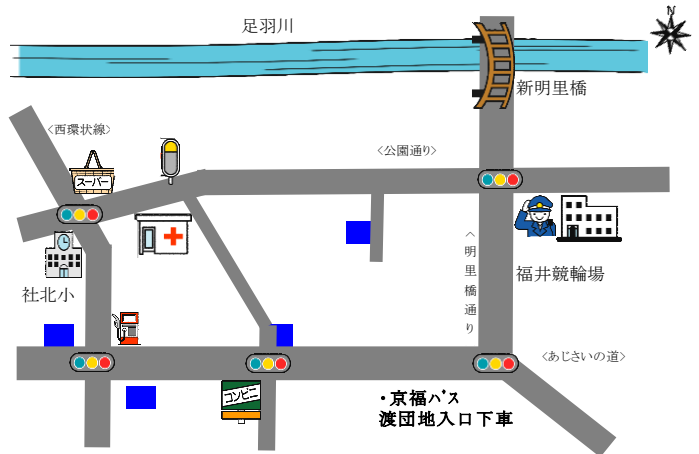 足羽川
N
新明里橋
〈西環状線〉
〈公園通り〉
スーパー
〈明里橋通り
福井競輪場
社北小
〈あじさいの道〉
コンビニ
・京福バス
渡団地入口下車